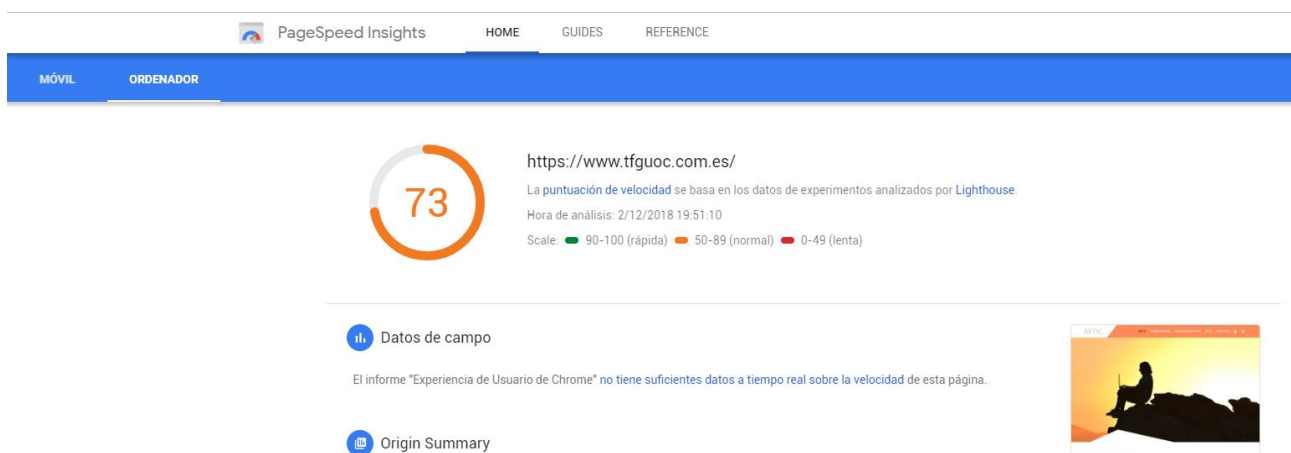 PageSpeed Insights HOME GUIDES REFERENCE
MÓVIL ORDENADOR
73
https://www.tfguoc.com.es/
La puntuación de velocidad se basa en los datos de experimentos analizados por Lighthouse.
Hora de análisis: 2/12/2018 19:51:10
Scale: 90-100 (rápida) 50-89 (normal) 0-49 (lenta)
Datos de campo
El informe "Experiencia de Usuario de Chrome" no tiene suficientes datos a tiempo real sobre la velocidad de esta página.
ARTIC
Origin Summary